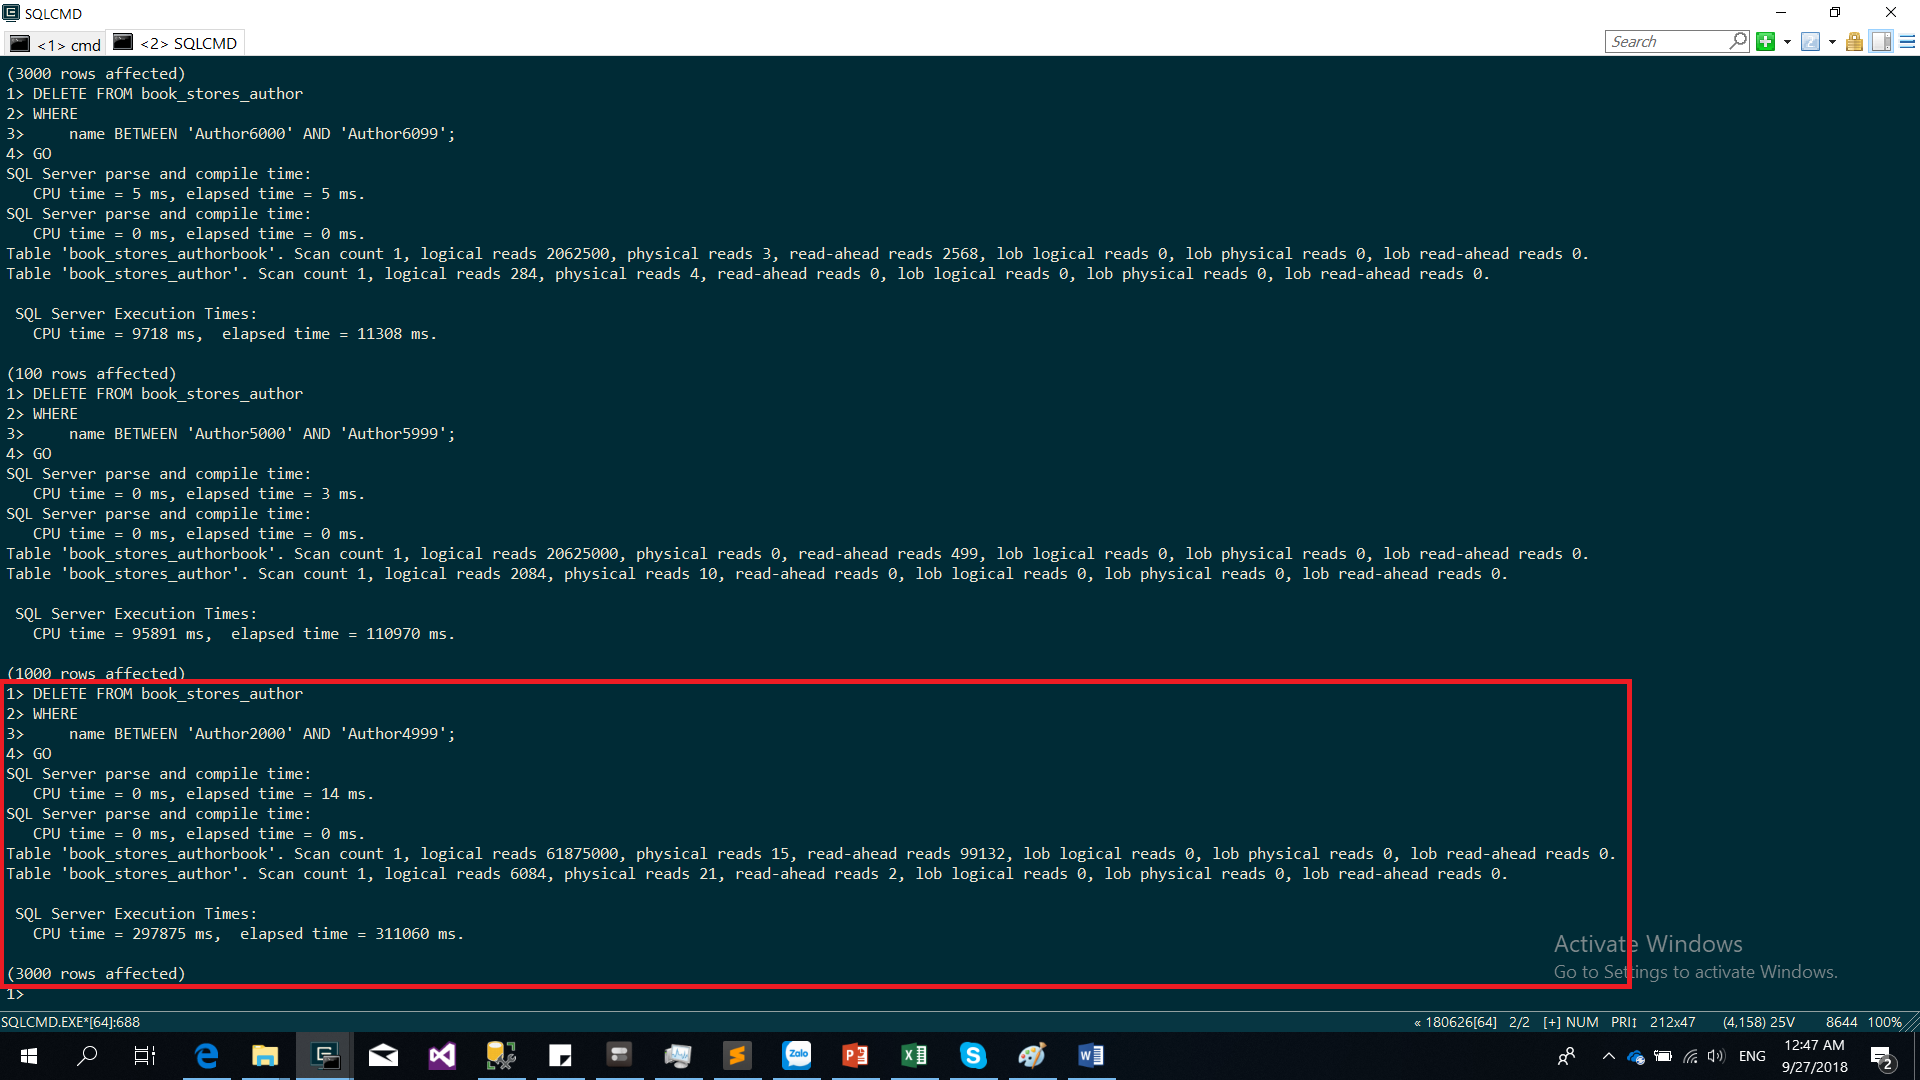 SQLCMD
<1> cmd
<2> SQLCMD
Search
(3000 rows affected)
1> DELETE FROM book_stores_author
2> WHERE
3>     name BETWEEN 'Author6000' AND 'Author6099';
4> GO
SQL Server parse and compile time:
   CPU time = 5 ms, elapsed time = 5 ms.
SQL Server parse and compile time:
   CPU time = 0 ms, elapsed time = 0 ms.
Table 'book_stores_authorbook'. Scan count 1, logical reads 2062500, physical reads 3, read-ahead reads 2568, lob logical reads 0, lob physical reads 0, lob read-ahead reads 0.
Table 'book_stores_author'. Scan count 1, logical reads 284, physical reads 4, read-ahead reads 0, lob logical reads 0, lob physical reads 0, lob read-ahead reads 0.
 SQL Server Execution Times:
   CPU time = 9718 ms,  elapsed time = 11308 ms.
(100 rows affected)
1> DELETE FROM book_stores_author
2> WHERE
3>     name BETWEEN 'Author5000' AND 'Author5999';
4> GO
SQL Server parse and compile time:
   CPU time = 0 ms, elapsed time = 3 ms.
SQL Server parse and compile time:
   CPU time = 0 ms, elapsed time = 0 ms.
Table 'book_stores_authorbook'. Scan count 1, logical reads 20625000, physical reads 0, read-ahead reads 499, lob logical reads 0, lob physical reads 0, lob read-ahead reads 0.
Table 'book_stores_author'. Scan count 1, logical reads 2084, physical reads 10, read-ahead reads 0, lob logical reads 0, lob physical reads 0, lob read-ahead reads 0.
 SQL Server Execution Times:
   CPU time = 95891 ms,  elapsed time = 110970 ms.
(1000 rows affected)
1> DELETE FROM book_stores_author
2> WHERE
3>     name BETWEEN 'Author2000' AND 'Author4999';
4> GO
SQL Server parse and compile time:
   CPU time = 0 ms, elapsed time = 14 ms.
SQL Server parse and compile time:
   CPU time = 0 ms, elapsed time = 0 ms.
Table 'book_stores_authorbook'. Scan count 1, logical reads 61875000, physical reads 15, read-ahead reads 99132, lob logical reads 0, lob physical reads 0, lob read-ahead reads 0.
Table 'book_stores_author'. Scan count 1, logical reads 6084, physical reads 21, read-ahead reads 2, lob logical reads 0, lob physical reads 0, lob read-ahead reads 0.
 SQL Server Execution Times:
   CPU time = 297875 ms,  elapsed time = 311060 ms.
(3000 rows affected)
1>
Activate Windows
Go to Settings to activate Windows.
SQLCMD.EXE*[64]:688
« 180626[64] 2/2 [+] NUM PRI↕ 212x47 (4,158) 25V 8644 100%
Zalo
ENG
12:47 AM
9/27/2018
2